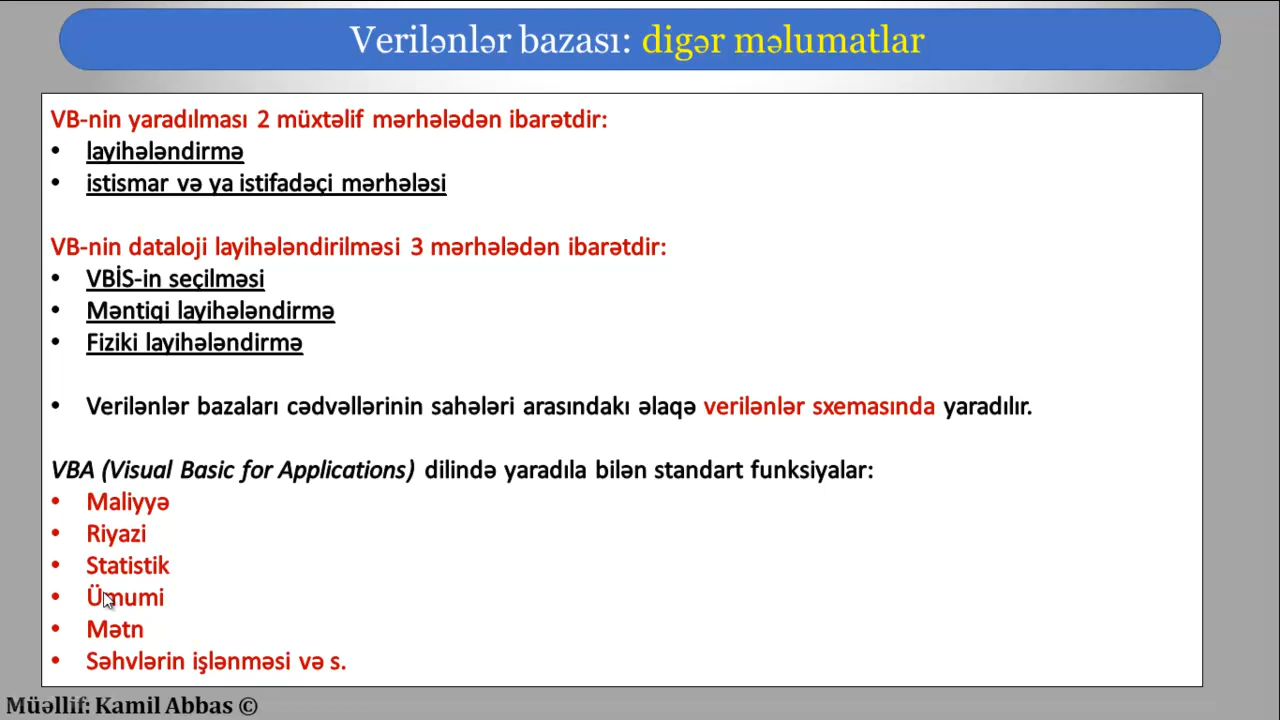 Verilənlər bazası: digər məlumatlar
VB-nin yaradılması 2 müxtəlif mərhələdən ibarətdir:
• layihələndirmə
• istismar və ya istifadəçi mərhələsi
VB-nin dataloji layihələndirilməsi 3 mərhələdən ibarətdir:
• VBİS-in seçilməsi
• Məntiqi layihələndirmə
• Fiziki layihələndirmə
• Verilənlər bazaları cədvəllərinin sahələri arasındakı əlaqə verilənlər sxemasında yaradılır.
VBA (Visual Basic for Applications) dilində yaradıla bilən standart funksiyalar:
• Maliyyə
• Riyazi
• Statistik
• Ümumi
• Mətn
• Səhvlərin işlənməsi və s.
Müəllif: Kamil Abbas ©